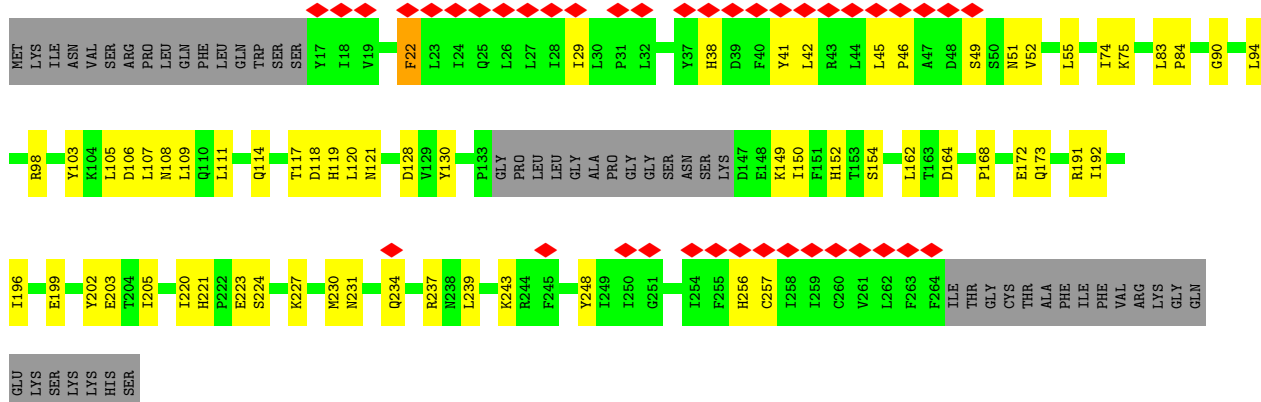 MET LYS ILE ASN VAL SER ARG PRO LEU GLN PHE LEU GLN TRP SER SER Y17 I18 V19 F22 L23 I24 Q25 L26 L27 I28 I29 L30 P31 L32 Y37 H38 D39 F40 Y41 L42 R43 L44 L45 P46 A47 D48 S49 S50 N51 V52 L55 I74 K75 L83 P84 G90 L94
R98 Y103 K104 L105 D106 L107 N108 L109 Q110 L111 Q114 T117 D118 H119 L120 N121 D128 V129 Y130 P133 GLY PRO LEU LEU GLY ALA PRO GLY GLY SER ASN SER LYS D147 E148 K149 I150 F151 H152 T153 S154 L162 T163 D164 P168 E172 Q173 R191 I192
I196 E199 Y202 E203 T204 I205 I220 H221 P222 E223 S224 K227 M230 N231 Q234 R237 N238 L239 K243 R244 F245 Y248 I249 I250 G251 I254 F255 H256 C257 I258 I259 C260 V261 L262 F263 F264 ILE THR GLY CYS THR ALA PHE ILE PHE VAL ARG LYS GLY GLN
GLU LYS SER LYS LYS HIS SER